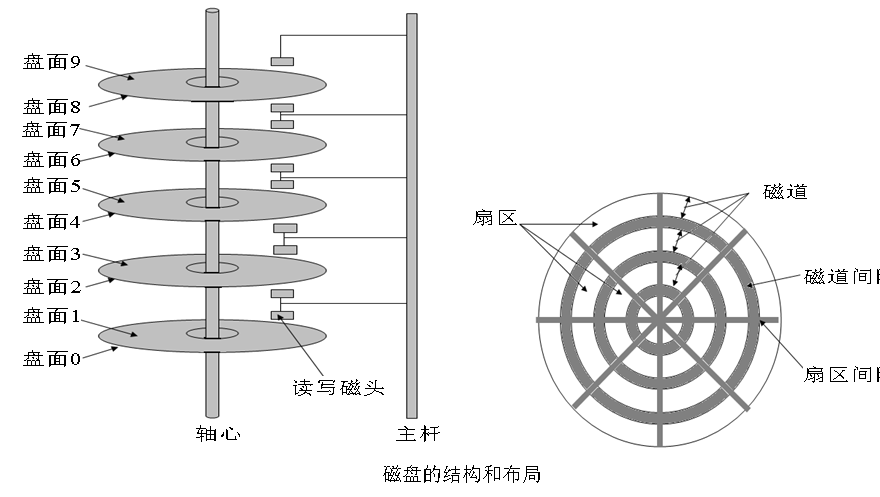 盘面9
盘面8
盘面7
盘面6
盘面5
盘面4
盘面3
盘面2
盘面1
盘面0
读写磁头
轴心
主杆
磁道
扇区
磁道间
扇区间
磁盘的结构和布局